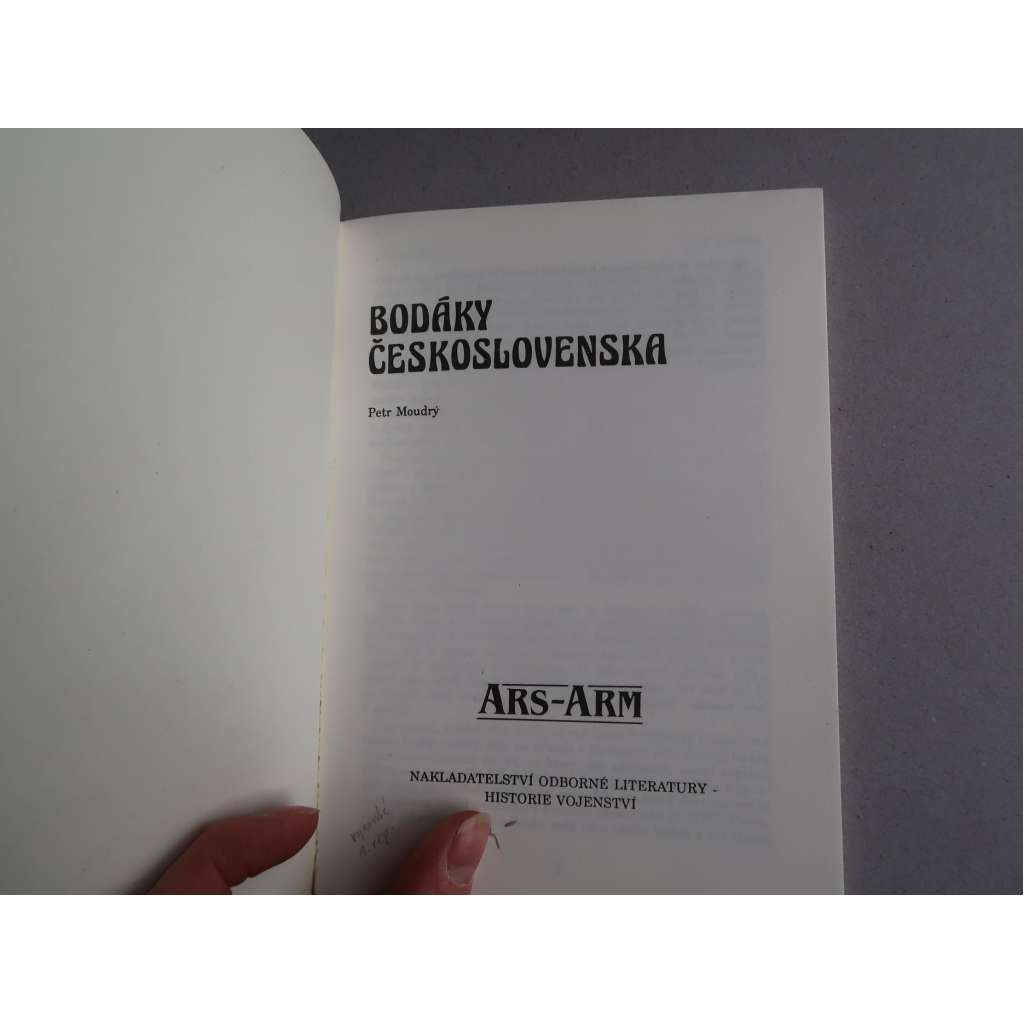 BODÁKY
ČESKOSLOVENSKA
Petr Moudrý
ARS-ARM
NAKLADATELSTVÍ ODBORNÉ LITERATURY -
HISTORIE VOJENSTVÍ